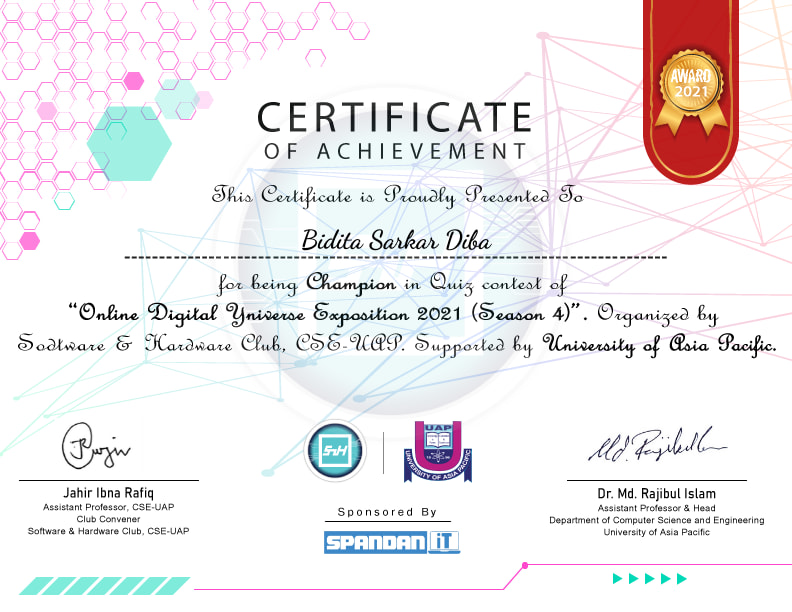 AWARD
2021
CERTIFICATE
OF ACHIEVEMENT
This Certificate is Proudly Presented To
Bidita Sarkar Diba
for being Champion in Quiz contest of
“Online Digital Yniverse Exposition 2021 (Season 4)”. Organized by
Sodtware & Hardware Club, CSE-UAP. Supported by University of Asia Pacific.
SnH
UAP
UNIVERSITY OF ASIA PACIFIC
Jahir Ibna Rafiq
Assistant Professor, CSE-UAP
Club Convener
Software & Hardware Club, CSE-UAP
Sponsored By
SPANDAN iT
Md. Rajibul
Dr. Md. Rajibul Islam
Assistant Professor & Head
Department of Computer Science and Engineering
University of Asia Pacific